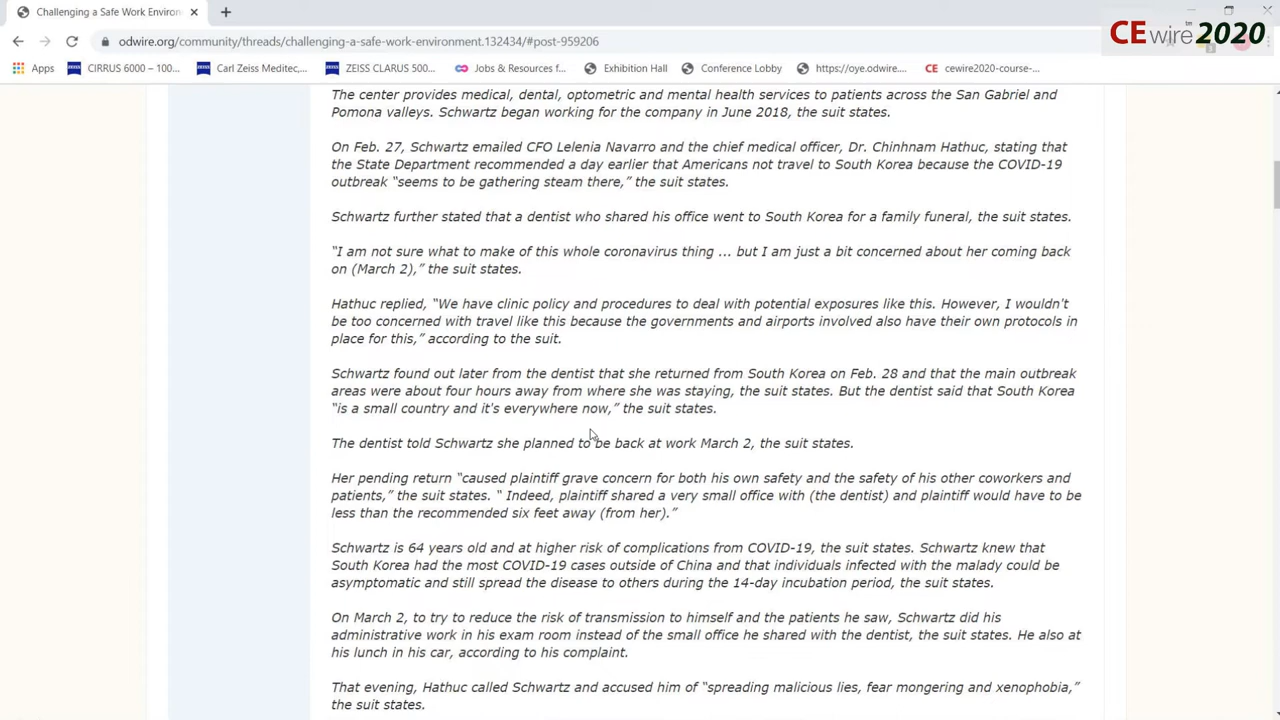 Challenging a Safe Work Environ
odwire.org/community/threads/challenging-a-safe-work-environment.132434/#post-959206
CEwire™2020
Apps
CIRRUS 6000 – 100...
Carl Zeiss Meditec,...
ZEISS CLARUS 500...
Jobs & Resources f...
Exhibition Hall
Conference Lobby
https://oye.odwire....
cewire2020-course-...
The center provides medical, dental, optometric and mental health services to patients across the San Gabriel and
Pomona valleys. Schwartz began working for the company in June 2018, the suit states.
On Feb. 27, Schwartz emailed CFO Lelenia Navarro and the chief medical officer, Dr. Chinhnam Hathuc, stating that
the State Department recommended a day earlier that Americans not travel to South Korea because the COVID-19
outbreak “seems to be gathering steam there,” the suit states.
Schwartz further stated that a dentist who shared his office went to South Korea for a family funeral, the suit states.
“I am not sure what to make of this whole coronavirus thing ... but I am just a bit concerned about her coming back
on (March 2),” the suit states.
Hathuc replied, “We have clinic policy and procedures to deal with potential exposures like this. However, I wouldn't
be too concerned with travel like this because the governments and airports involved also have their own protocols in
place for this,” according to the suit.
Schwartz found out later from the dentist that she returned from South Korea on Feb. 28 and that the main outbreak
areas were about four hours away from where she was staying, the suit states. But the dentist said that South Korea
“is a small country and it's everywhere now,” the suit states.
The dentist told Schwartz she planned to be back at work March 2, the suit states.
Her pending return “caused plaintiff grave concern for both his own safety and the safety of his other coworkers and
patients,” the suit states. “ Indeed, plaintiff shared a very small office with (the dentist) and plaintiff would have to be
less than the recommended six feet away (from her).”
Schwartz is 64 years old and at higher risk of complications from COVID-19, the suit states. Schwartz knew that
South Korea had the most COVID-19 cases outside of China and that individuals infected with the malady could be
asymptomatic and still spread the disease to others during the 14-day incubation period, the suit states.
On March 2, to try to reduce the risk of transmission to himself and the patients he saw, Schwartz did his
administrative work in his exam room instead of the small office he shared with the dentist, the suit states. He also at
his lunch in his car, according to his complaint.
That evening, Hathuc called Schwartz and accused him of “spreading malicious lies, fear mongering and xenophobia,”
the suit states.